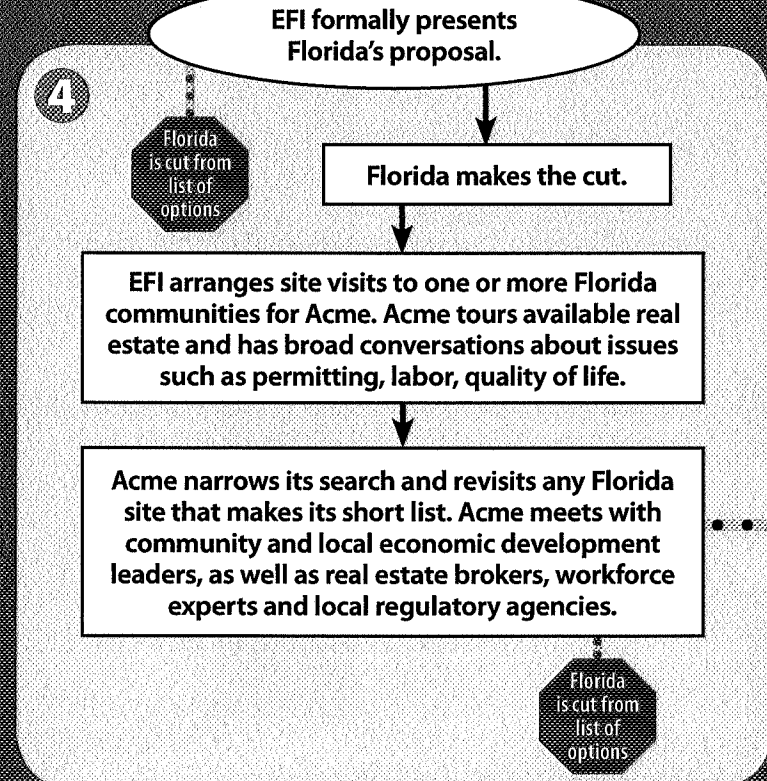 EFI formally presents
Florida's proposal.
4
Florida
is cut from
list of
options
Florida makes the cut.
EFI arranges site visits to one or more Florida
communities for Acme. Acme tours available real
estate and has broad conversations about issues
such as permitting, labor, quality of life.
Acme narrows its search and revisits any Florida
site that makes its short list. Acme meets with
community and local economic development
leaders, as well as real estate brokers, workforce
experts and local regulatory agencies.
Florida
is cut from
list of
options